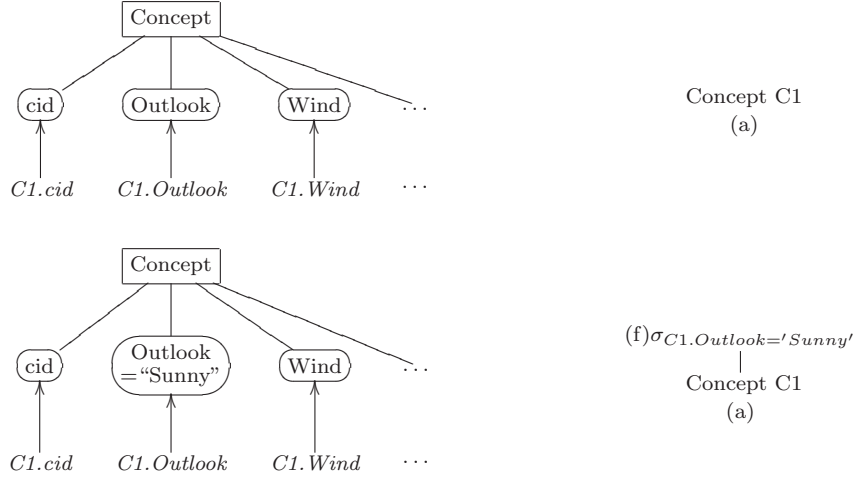 Concept
cid Outlook Wind ...
C1.cid C1.Outlook C1.Wind ...
Concept C1
(a)
Concept
cid Outlook ="Sunny" Wind ...
C1.cid C1.Outlook C1.Wind ...
(f)σC1.Outlook='Sunny'
Concept C1
(a)